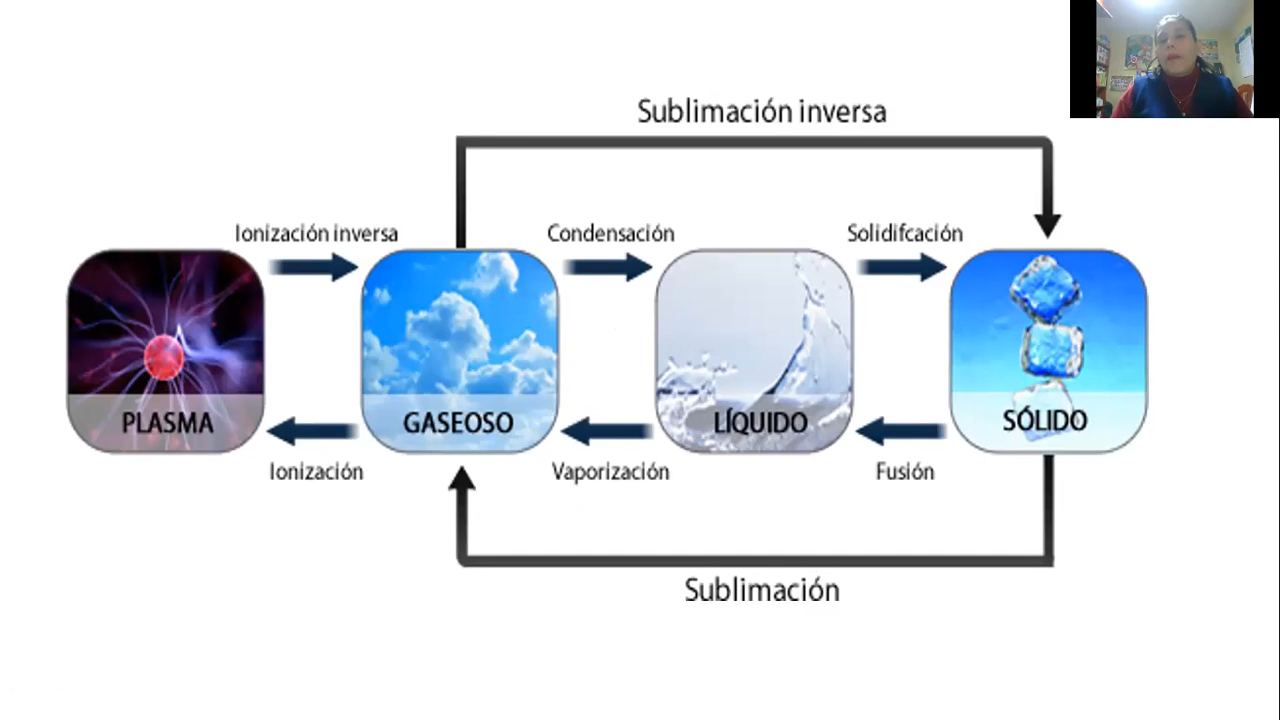 Sublimación inversa
Ionización inversa
Condensación
Solidifcación
PLASMA
GASEOSO
LÍQUIDO
SÓLIDO
Ionización
Vaporización
Fusión
Sublimación